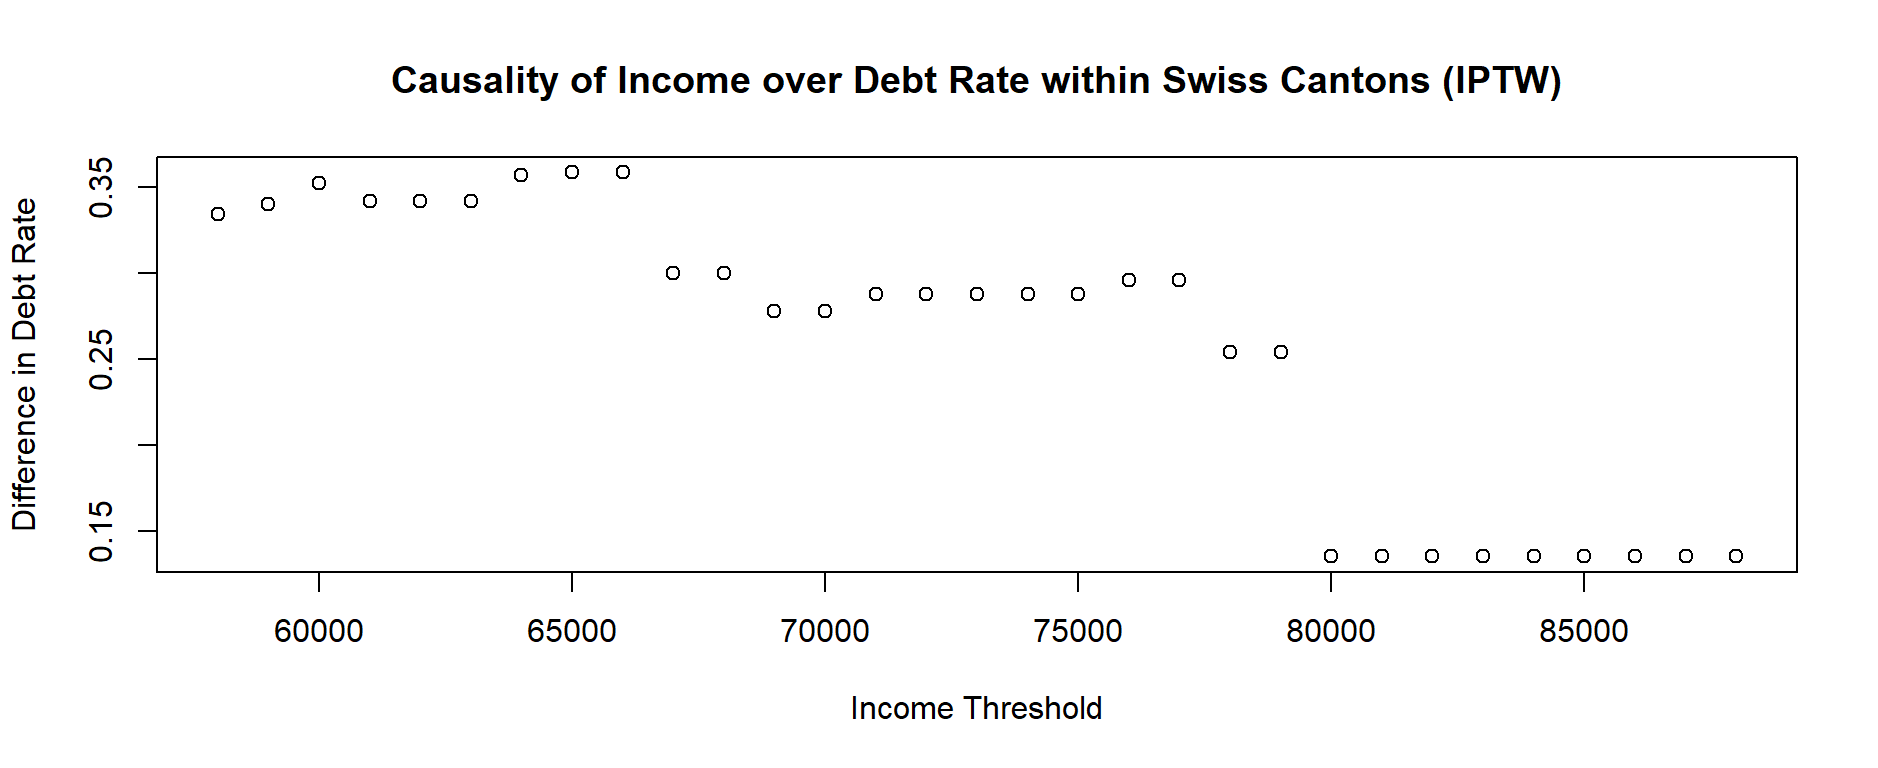 Causality of Income over Debt Rate within Swiss Cantons (IPTW)
Difference in Debt Rate
0.35
0.25
0.15
60000 65000 70000 75000 80000 85000
Income Threshold